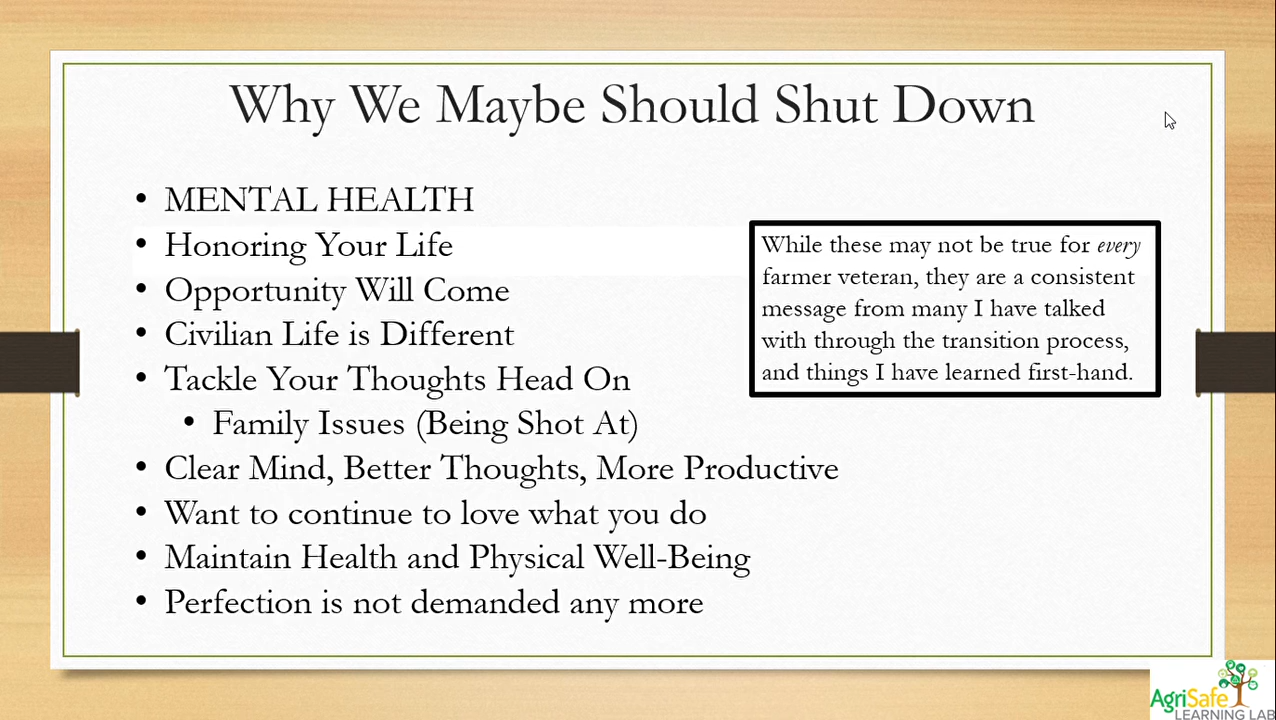 Why We Maybe Should Shut Down
• MENTAL HEALTH
• Honoring Your Life
• Opportunity Will Come
• Civilian Life is Different
• Tackle Your Thoughts Head On
• Family Issues (Being Shot At)
• Clear Mind, Better Thoughts, More Productive
• Want to continue to love what you do
• Maintain Health and Physical Well-Being
• Perfection is not demanded any more
While these may not be true for every
farmer veteran, they are a consistent
message from many I have talked
with through the transition process,
and things I have learned first-hand.
AgriSafe
LEARNING LAB